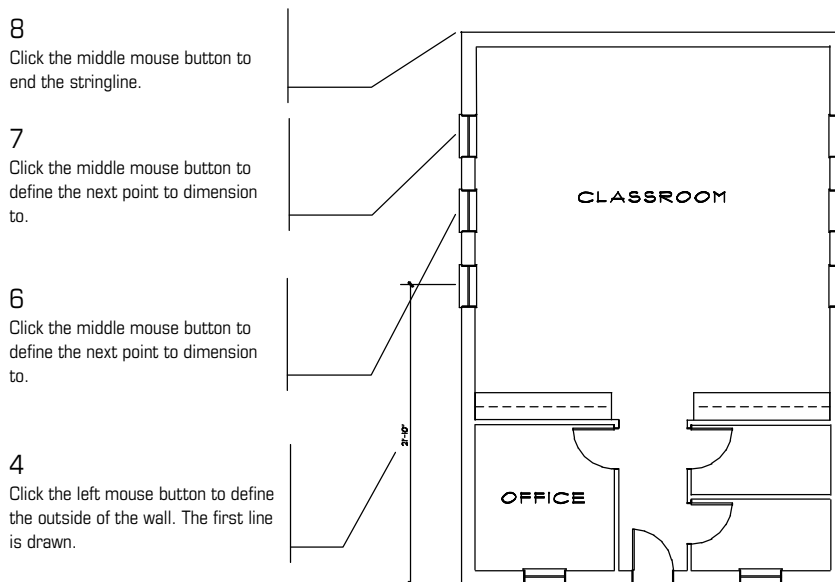 8
Click the middle mouse button to
end the stringline.
7
Click the middle mouse button to
define the next point to dimension
to.
CLASSROOM
6
Click the middle mouse button to
define the next point to dimension
to.
21'-10"
4
Click the left mouse button to define
the outside of the wall. The first line
is drawn.
OFFICE